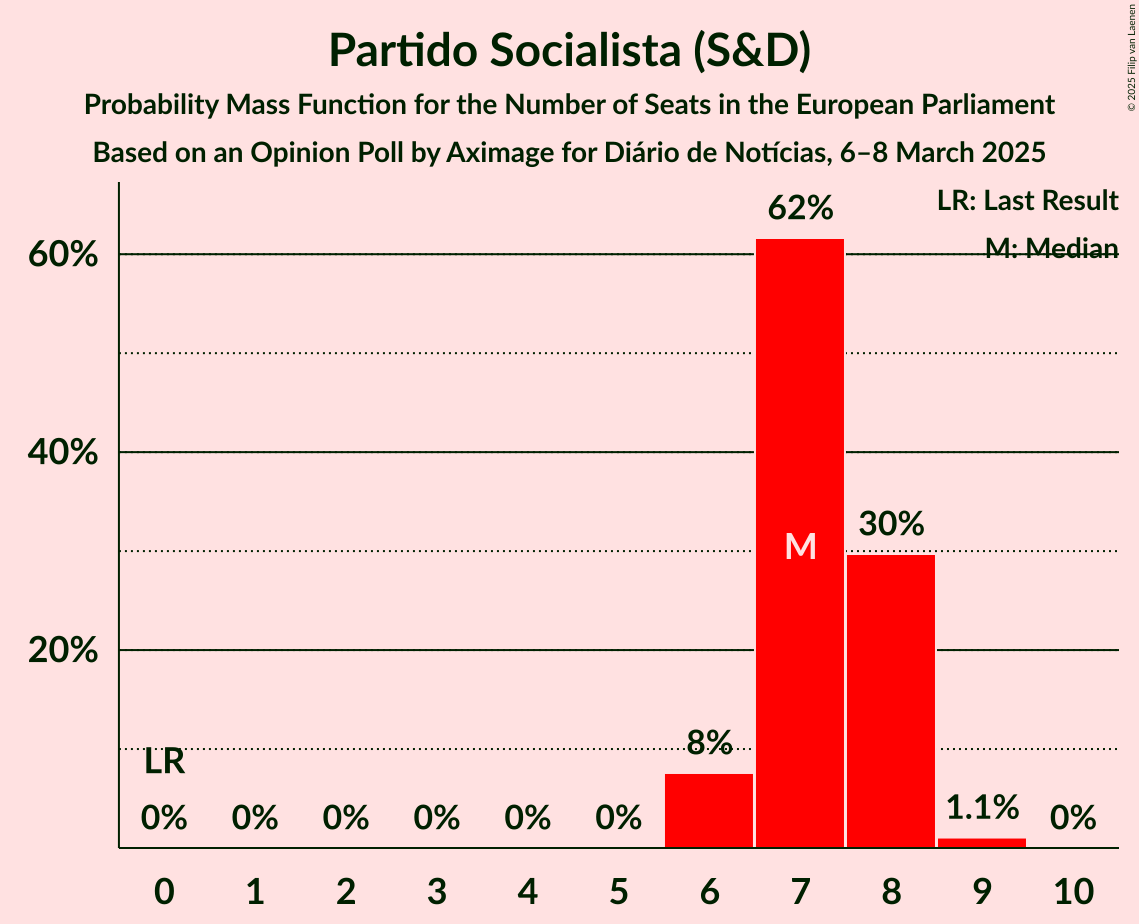 Partido Socialista (S&D)
Probability Mass Function for the Number of Seats in the European Parliament
Based on an Opinion Poll by Aximage for Diário de Notícias, 6–8 March 2025
© 2025 Filip van Laenen
LR: Last Result
M: Median
62%
60%
40%
30%
M
20%
8%
LR
1.1%
0% 0% 0% 0% 0% 0% 0%
0 1 2 3 4 5 6 7 8 9 10